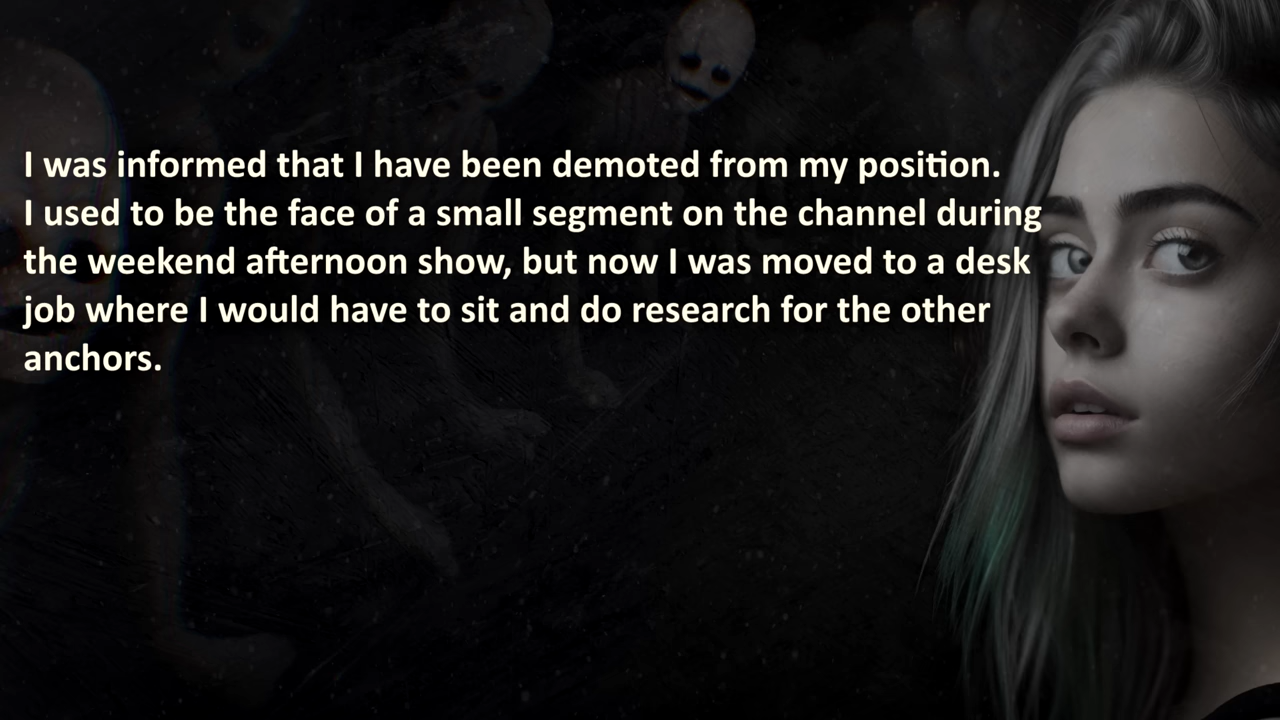 I was informed that I have been demoted from my position.
I used to be the face of a small segment on the channel during
the weekend afternoon show, but now I was moved to a desk
job where I would have to sit and do research for the other
anchors.